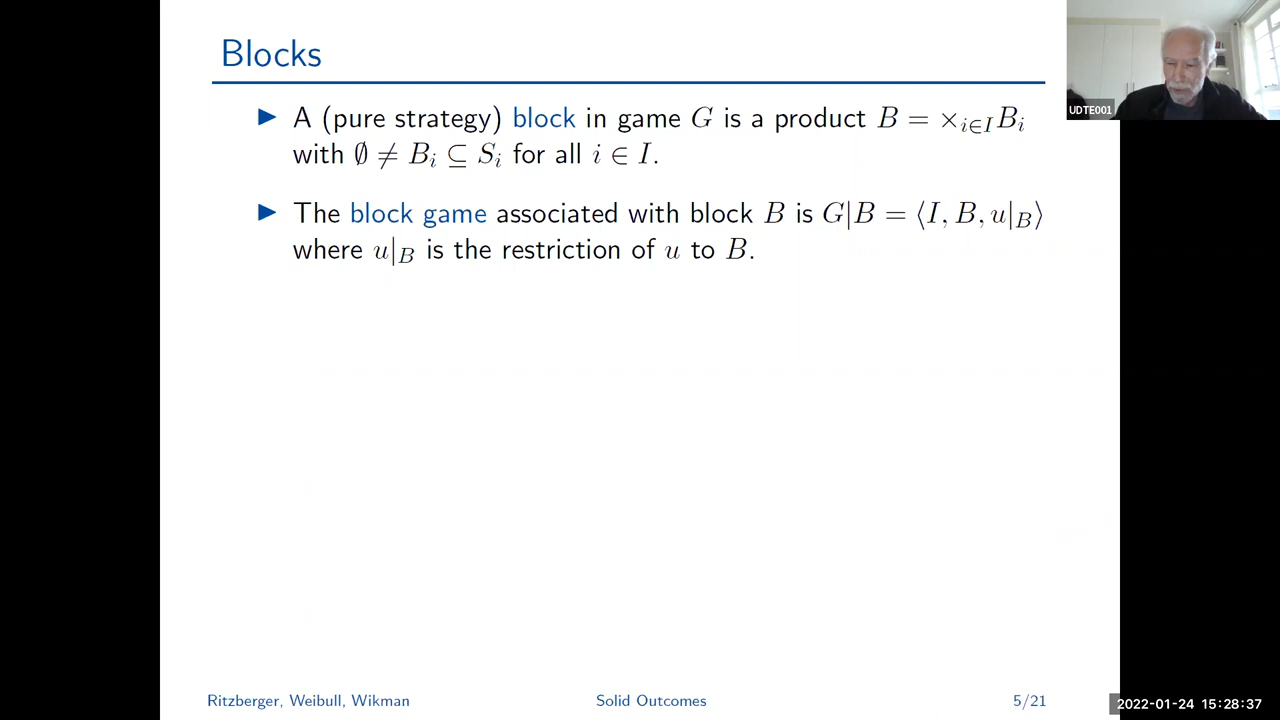 Blocks
▶ A (pure strategy) block in game G is a product B = ×_{i∈I} B_i
with ∅ ≠ B_i ⊆ S_i for all i ∈ I.
▶ The block game associated with block B is G|B = ⟨I, B, u|_B⟩
where u|_B is the restriction of u to B.
UDTE001
Ritzberger, Weibull, Wikman
Solid Outcomes
5/21
2022-01-24 15:28:37